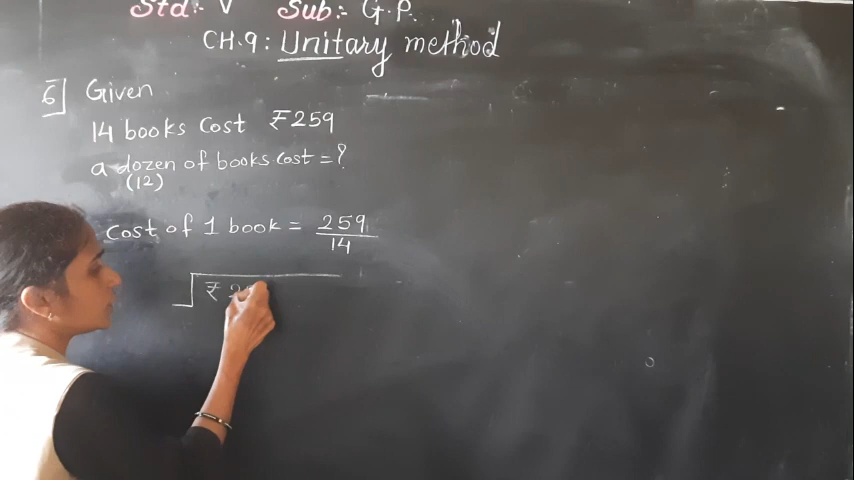 Std:- V Sub:- G.P.
CH.9: Unitary method
6] Given
14 books cost ₹259
a dozen of books cost = ?
(12)
cost of 1 book = 259
14
₹ 2